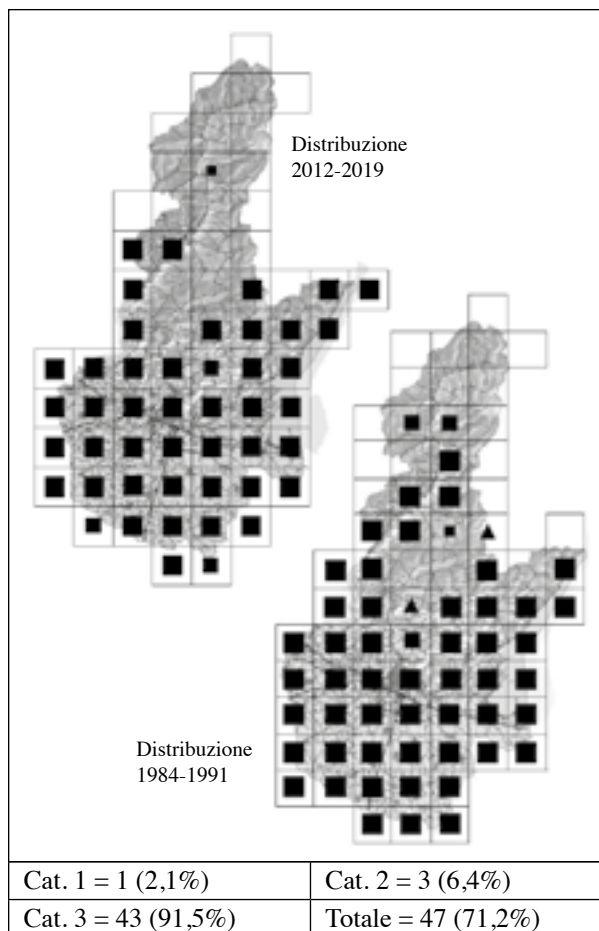 Distribuzione
2012-2019
Distribuzione
1984-1991
Cat. 1 = 1 (2,1%)
Cat. 2 = 3 (6,4%)
Cat. 3 = 43 (91,5%)
Totale = 47 (71,2%)